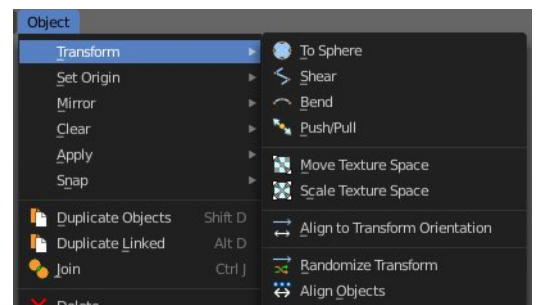 Object
Transform
Set Origin
Mirror
Clear
Apply
Snap
Duplicate Objects Shift D
Duplicate Linked Alt D
Join Ctrl J
Delete
To Sphere
Shear
Bend
Push/Pull
Move Texture Space
Scale Texture Space
Align to Transform Orientation
Randomize Transform
Align Objects